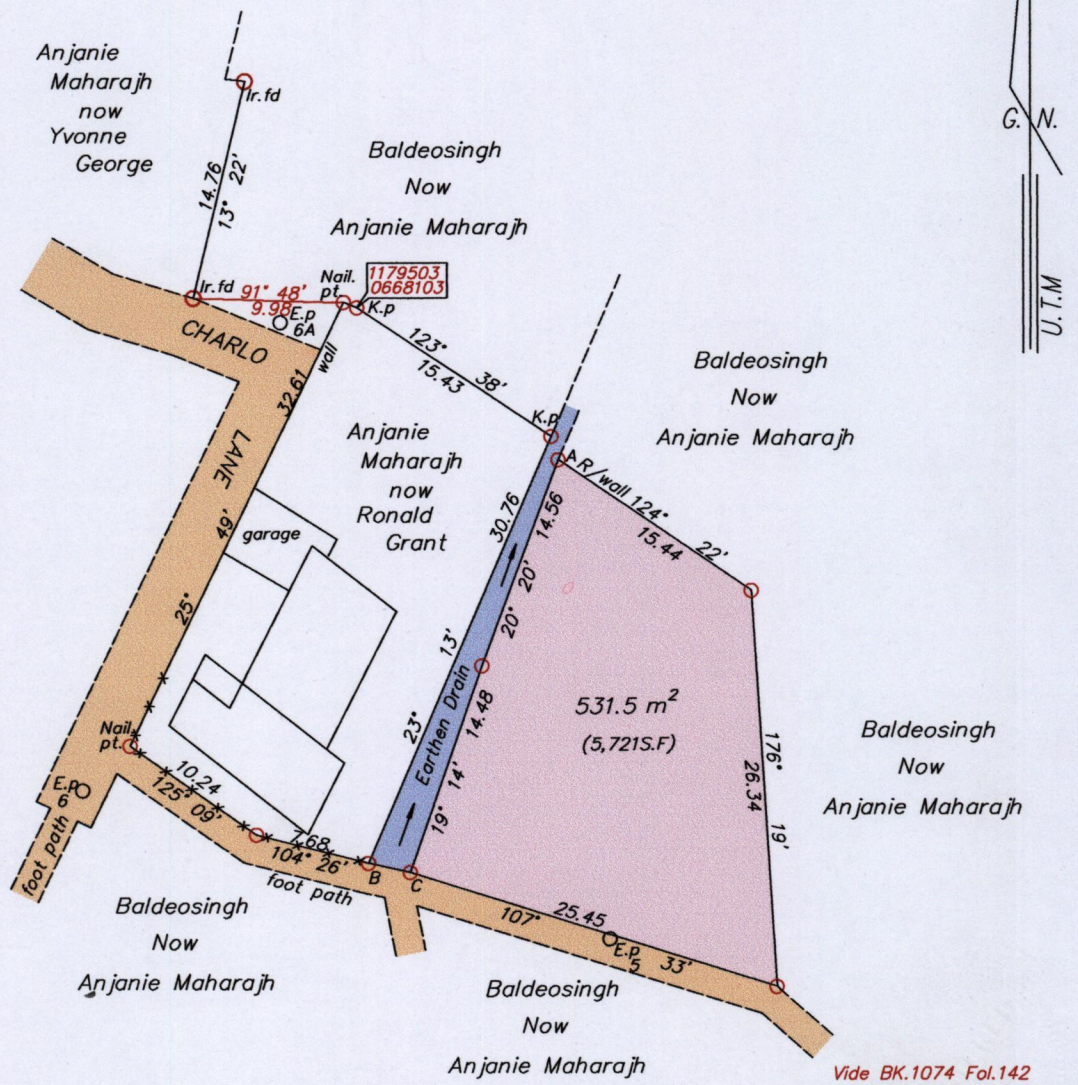 Anjanie
Maharajh
now
Yvonne
George
Ir.fd
14.76
13° 22'
Baldeosingh
Now
Anjanie Maharajh
G. N.
U.T.M
Ir.fd
91° 48'
9.98
Nail.
pt
K.p
1179503
0668103
E.p
6A
CHARLO
LANE
wall
32.61
49'
25°
123° 38'
15.43
K.p
Baldeosingh
Now
Anjanie Maharajh
Anjanie
Maharajh
now
Ronald
Grant
garage
A
R/wall 124° 22'
15.44
30.76
13'
23°
14.56
20° 20'
Earthen Drain
14.48
19° 14'
531.5 m²
(5,721S.F)
176° 19'
26.34
Baldeosingh
Now
Anjanie Maharajh
Nail
pt.
E.p
6
foot path
10.24
125° 09'
7.68
104° 26'
foot path
B
C
107° 33'
25.45
E.p
5
Baldeosingh
Now
Anjanie Maharajh
Baldeosingh
Now
Anjanie Maharajh
Vide BK.1074 Fol.142